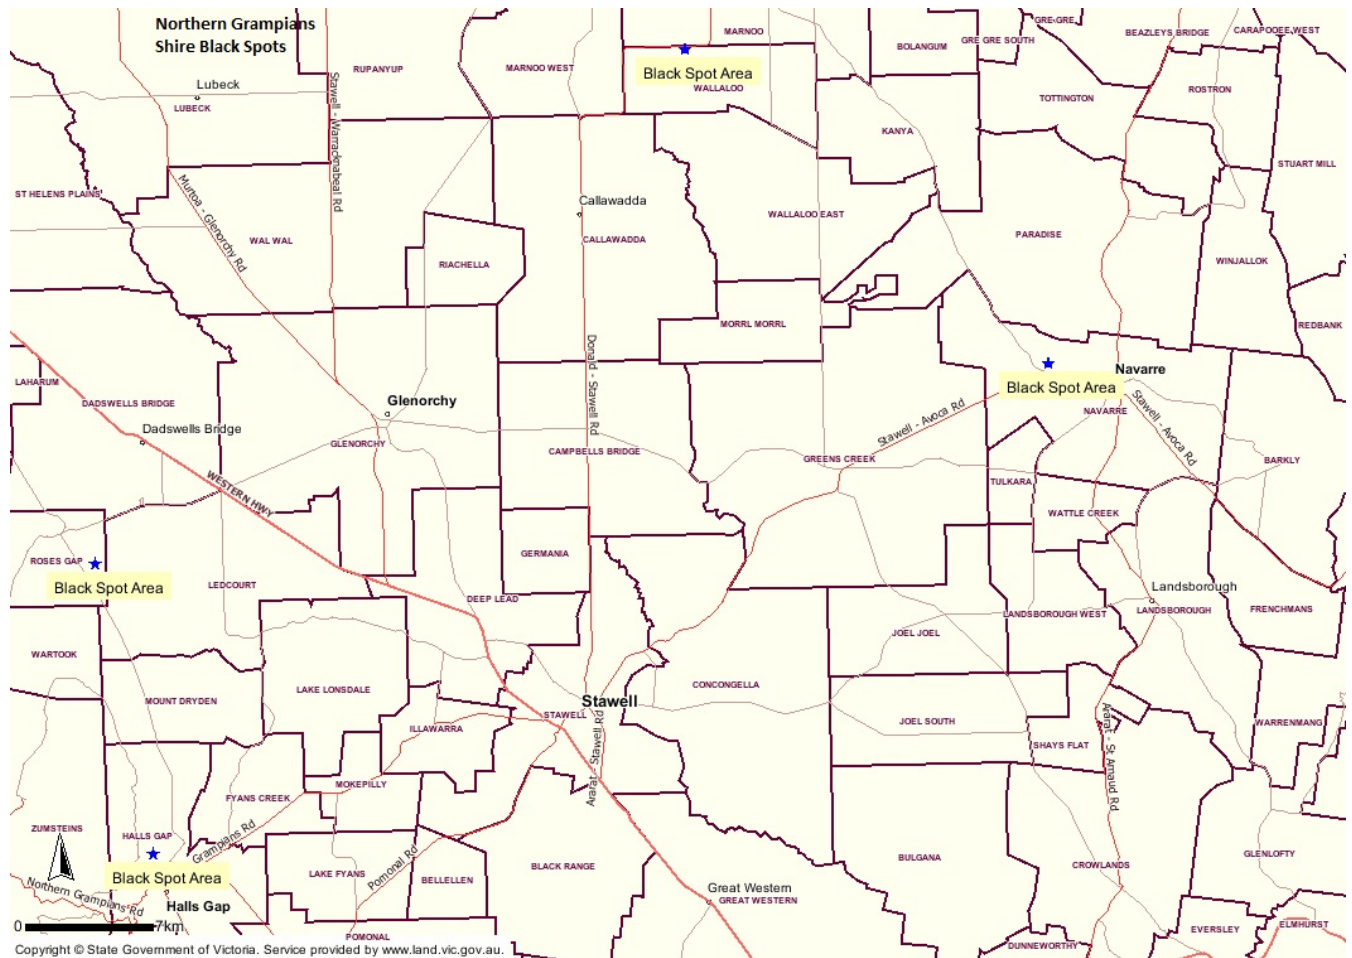 Northern Grampians
Shire Black Spots
MARNOO
GRE GRE
GRE GRE SOUTH
BEAZLEYS BRIDGE
CARAPOOEE WEST
BOLANGUM
RUPANYUP
MARNOO WEST
Black Spot Area
WALLALOO
Lubeck
LUBECK
Stawell - Warracknabeal Rd
TOTTINGTON
ROSTRON
KANYA
STUART MILL
ST HELENS PLAINS
Murtoa - Glenorchy Rd
Callawadda
CALLAWADDA
WALLALOO EAST
WAL WAL
RIACHELLA
PARADISE
WINJALLOK
MORRL MORRL
REDBANK
Donald - Stawell Rd
LAHARUM
DADSWELLS BRIDGE
Glenorchy
Black Spot Area
Navarre
NAVARRE
Stawell - Avoca Rd
Stawell - Avoca Rd
Dadswells Bridge
GLENORCHY
CAMPBELLS BRIDGE
GREENS CREEK
BARKLY
WESTERN HWY
TULKARA
WATTLE CREEK
GERMANIA
ROSES GAP
Black Spot Area
LEDCOURT
DEEP LEAD
Landsborough
LANDSBOROUGH WEST
LANDSBOROUGH
FRENCHMANS
JOEL JOEL
WARTOOK
MOUNT DRYDEN
LAKE LONSDALE
CONCONGELLA
Stawell
STAWELL
ILLAWARRA
JOEL SOUTH
WARRENMANG
SHAYS FLAT
Ararat - Stawell Rd
Ararat - St Arnaud Rd
MOKEPILLY
FYANS CREEK
ZUMSTEINS
HALLS GAP
Grampians Rd
Black Spot Area
LAKE FYANS
Pomonal Rd
BELLELLEN
BLACK RANGE
BULGANA
CROWLANDS
GLENLOFTY
Northern Grampians Rd
Halls Gap
Great Western
GREAT WESTERN
0 7km
POMONAL
DUNNEWORTHY
EVERSLEY
ELMHURST
Copyright © State Government of Victoria. Service provided by www.land.vic.gov.au.